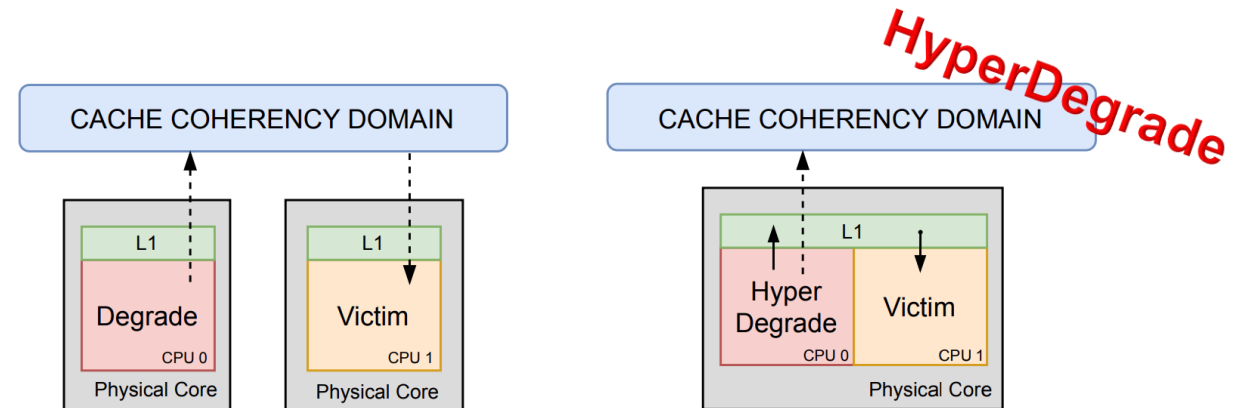 HyperDegrade
CACHE COHERENCY DOMAIN
L1
Degrade
CPU 0
Physical Core
L1
Victim
CPU 1
Physical Core
CACHE COHERENCY DOMAIN
L1
Hyper
Degrade
CPU 0
Victim
CPU 1
Physical Core